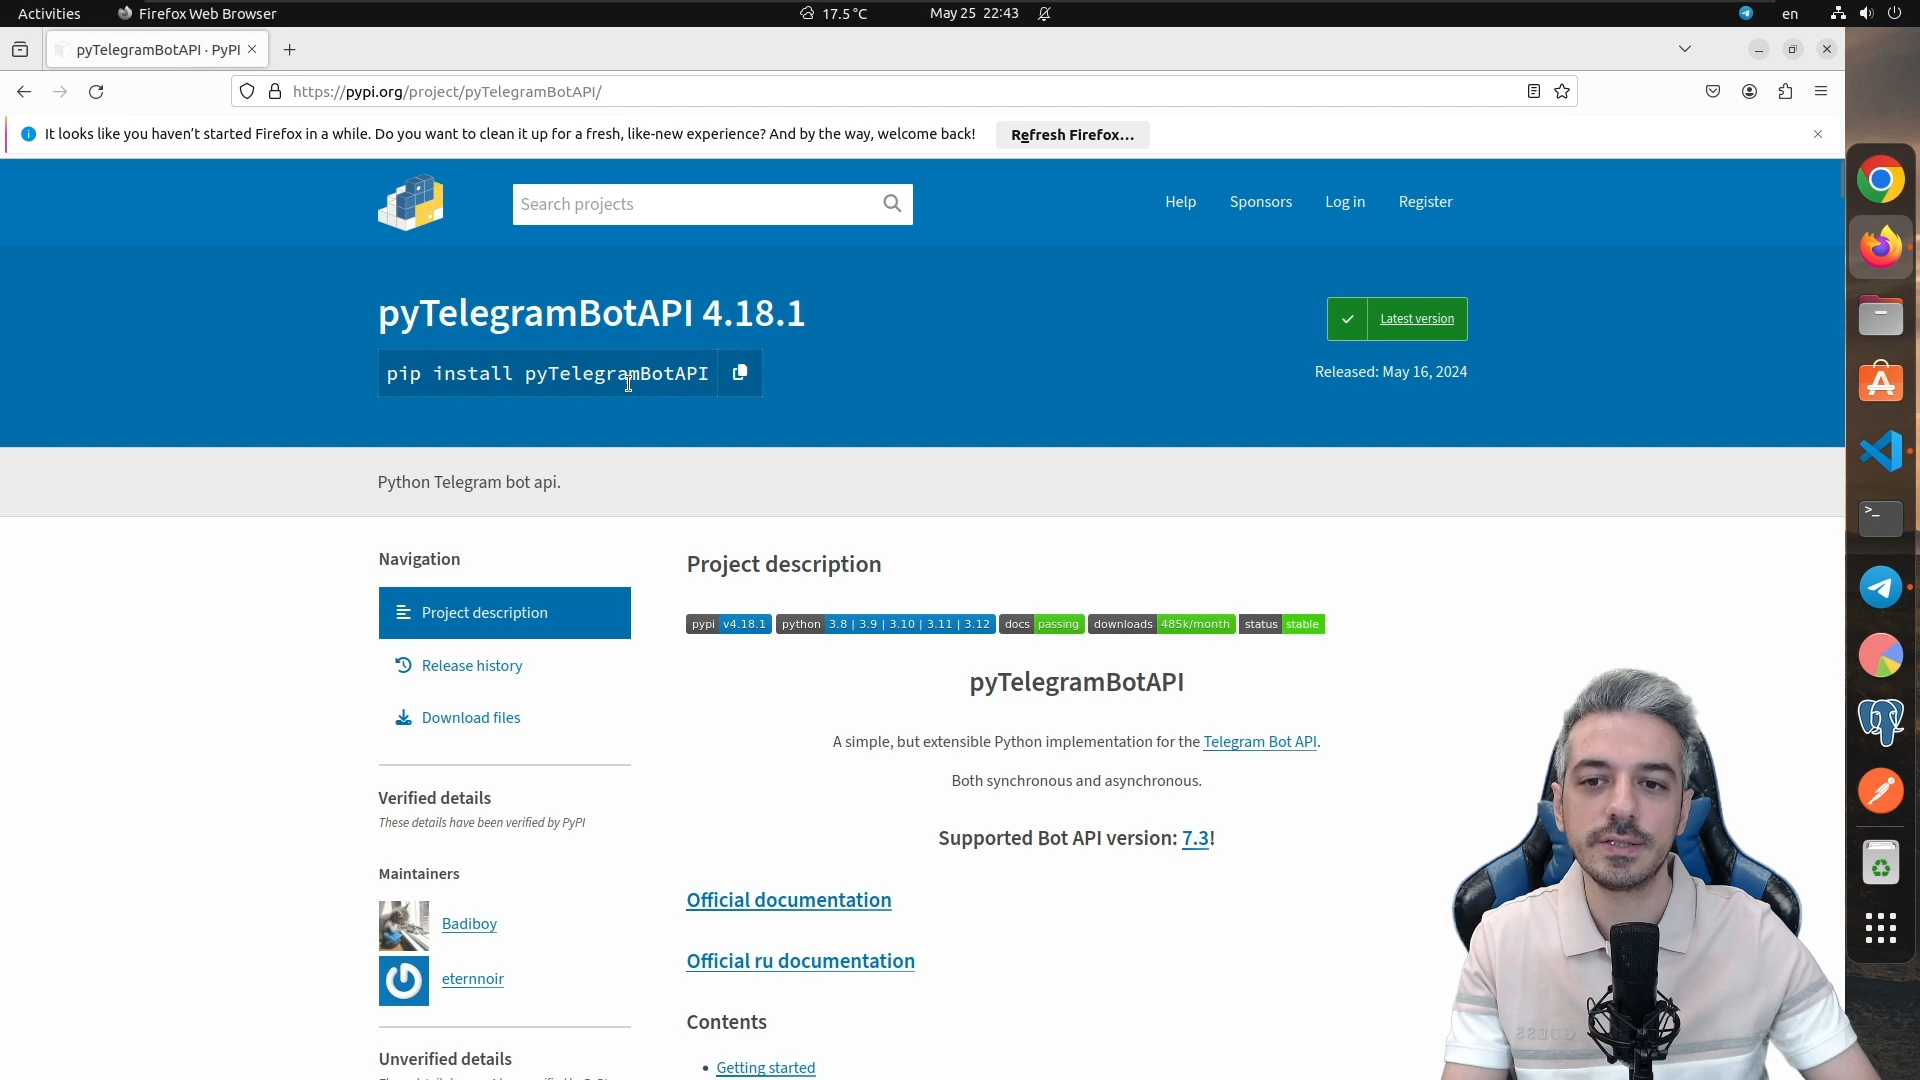 Activities
Firefox Web Browser
17.5 °C
May 25 22:43
en
pyTelegramBotAPI · PyPI
https://pypi.org/project/pyTelegramBotAPI/
It looks like you haven't started Firefox in a while. Do you want to clean it up for a fresh, like-new experience? And by the way, welcome back!
Refresh Firefox...
Search projects
Help
Sponsors
Log in
Register
pyTelegramBotAPI 4.18.1
pip install pyTelegramBotAPI
Latest version
Released: May 16, 2024
Python Telegram bot api.
Navigation
Project description
Release history
Download files
Verified details
These details have been verified by PyPI
Maintainers
Badiboy
eternnoir
Unverified details
Project description
pypi v4.18.1
python 3.8 | 3.9 | 3.10 | 3.11 | 3.12
docs passing
downloads 485k/month
status stable
pyTelegramBotAPI
A simple, but extensible Python implementation for the Telegram Bot API.
Both synchronous and asynchronous.
Supported Bot API version: 7.3!
Official documentation
Official ru documentation
Contents
Getting started